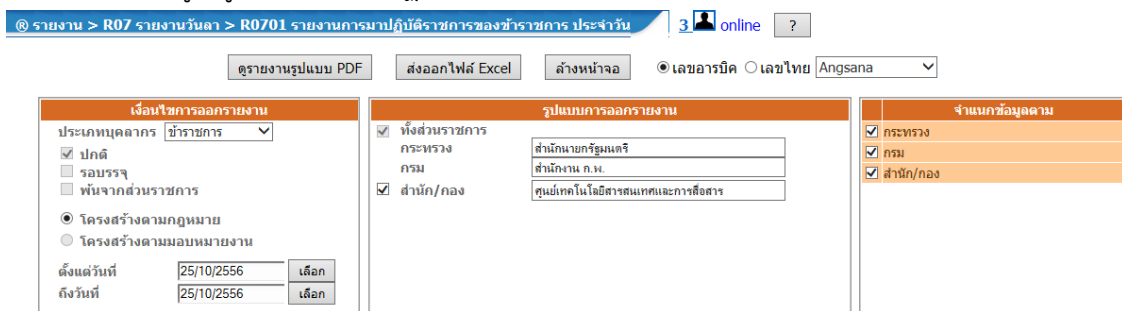 ® รายงาน > R07 รายงานวันลา > R0701 รายงานการมาปฏิบัติราชการของข้าราชการ ประจำวัน 3 online ?
ดูรายงานรูปแบบ PDF ส่งออกไฟล์ Excel ล้างหน้าจอ เลขอารบิค เลขไทย Angsana
เงื่อนไขการออกรายงาน
ประเภทบุคลากร ข้าราชการ
ปกติ
รอบรรจุ
พ้นจากส่วนราชการ
โครงสร้างตามกฎหมาย
โครงสร้างตามมอบหมายงาน
ตั้งแต่วันที่ 25/10/2556 เลือก
ถึงวันที่ 25/10/2556 เลือก
รูปแบบการออกรายงาน
ทั้งส่วนราชการ
กระทรวง สำนักนายกรัฐมนตรี
กรม สำนักงาน ก.พ.
สำนัก/กอง ศูนย์เทคโนโลยีสารสนเทศและการสื่อสาร
จำแนกข้อมูลตาม
กระทรวง
กรม
สำนัก/กอง